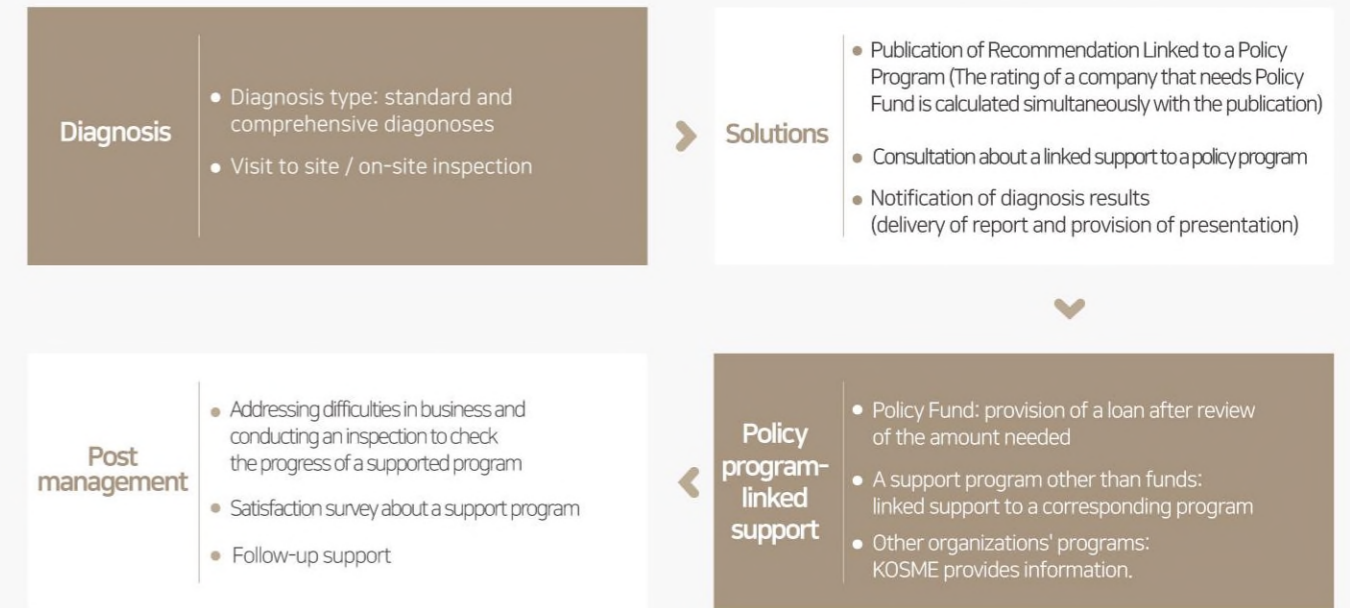 Diagnosis
• Diagnosis type: standard and
comprehensive diagonoses
• Visit to site / on-site inspection
Solutions
• Publication of Recommendation Linked to a Policy
Program (The rating of a company that needs Policy
Fund is calculated simultaneously with the publication)
• Consultation about a linked support to a policy program
• Notification of diagnosis results
(delivery of report and provision of presentation)
Policy
program-
linked
support
• Policy Fund: provision of a loan after review
of the amount needed
• A support program other than funds:
linked support to a corresponding program
• Other organizations' programs:
KOSME provides information.
Post
management
• Addressing difficulties in business and
conducting an inspection to check
the progress of a supported program
• Satisfaction survey about a support program
• Follow-up support